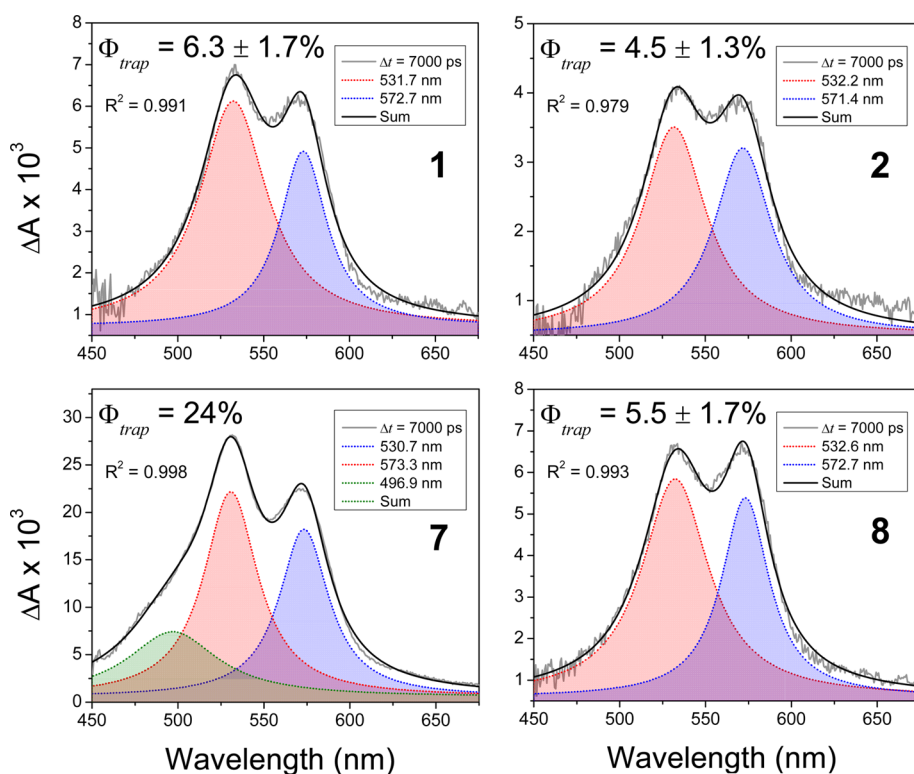 Φtrap = 6.3 ± 1.7%
R² = 0.991
Δt = 7000 ps
531.7 nm
572.7 nm
Sum
1
8
7
6
5
4
3
2
1
450 500 550 600 650
Φtrap = 4.5 ± 1.3%
R² = 0.979
Δt = 7000 ps
532.2 nm
571.4 nm
Sum
2
5
4
3
2
1
450 500 550 600 650
ΔA x 10³
Φtrap = 24%
R² = 0.998
Δt = 7000 ps
530.7 nm
573.3 nm
496.9 nm
Sum
7
30
25
20
15
10
5
0
450 500 550 600 650
Φtrap = 5.5 ± 1.7%
R² = 0.993
Δt = 7000 ps
532.6 nm
572.7 nm
Sum
8
8
7
6
5
4
3
2
1
450 500 550 600 650
ΔA x 10³
Wavelength (nm)
Wavelength (nm)